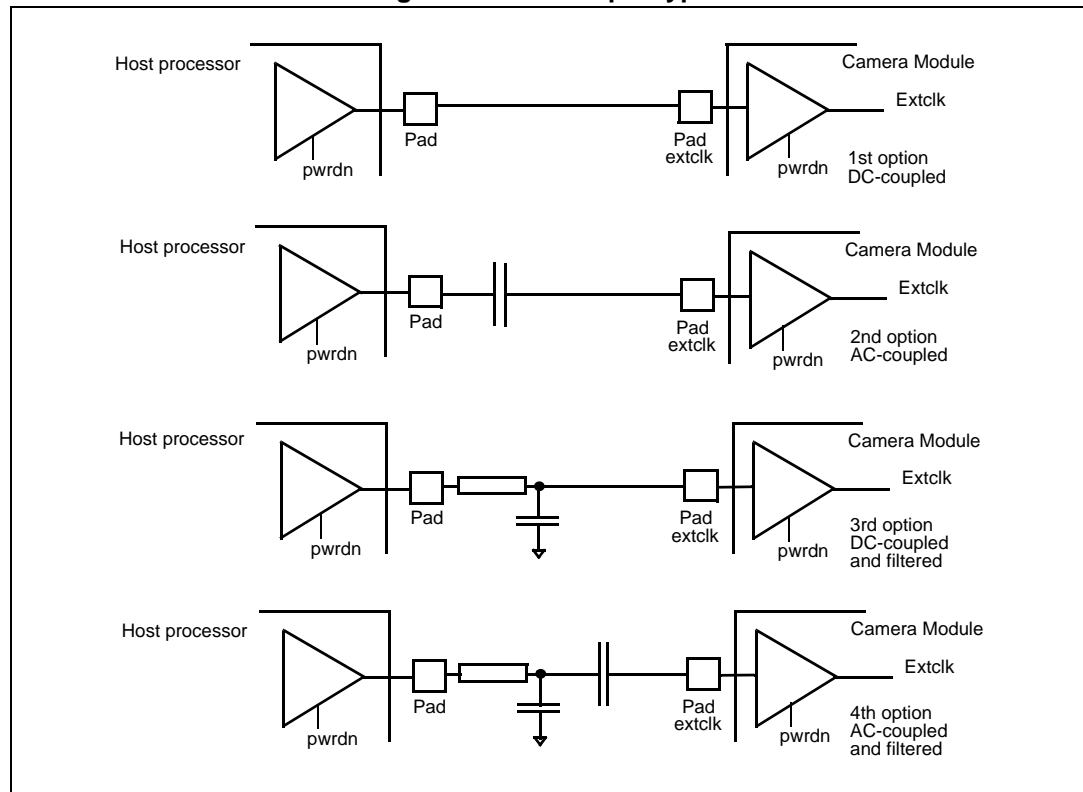 Host processor
Camera Module
Extclk
Pad
Pad
extclk
pwrdn
pwrdn
1st option
DC-coupled
Host processor
Camera Module
Extclk
Pad
Pad
extclk
pwrdn
pwrdn
2nd option
AC-coupled
Host processor
Camera Module
Extclk
Pad
Pad
extclk
pwrdn
pwrdn
3rd option
DC-coupled
and filtered
Host processor
Camera Module
Extclk
Pad
Pad
extclk
pwrdn
pwrdn
4th option
AC-coupled
and filtered